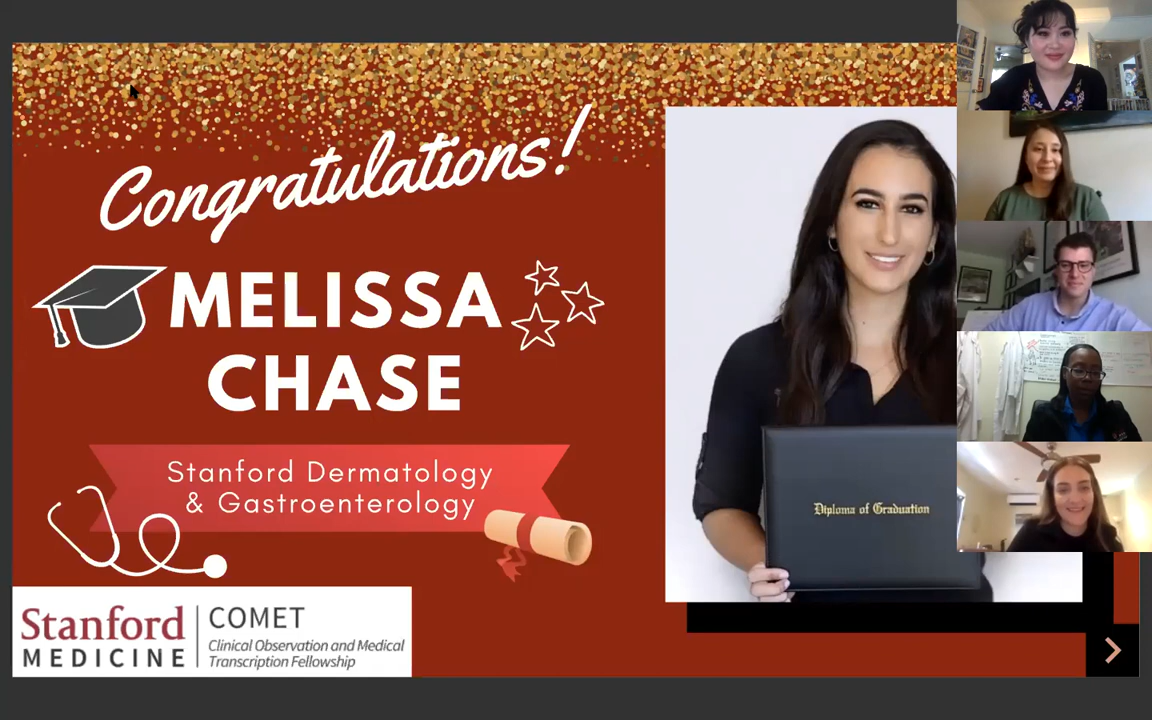 Congratulations!
MELISSA
CHASE
Stanford Dermatology
& Gastroenterology
Diploma of Graduation
Stanford
MEDICINE
COMET
Clinical Observation and Medical
Transcription Fellowship